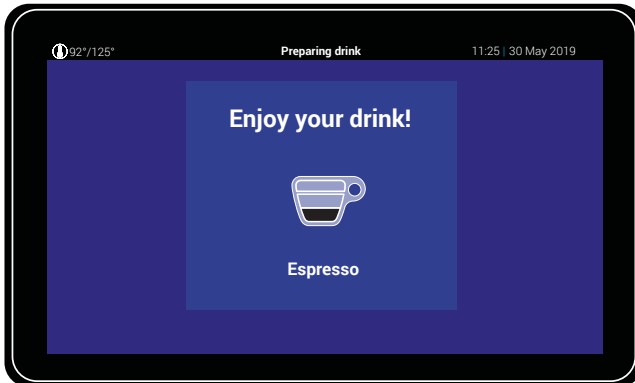 92°/125°
Preparing drink
11:25 | 30 May 2019
Enjoy your drink!
Espresso